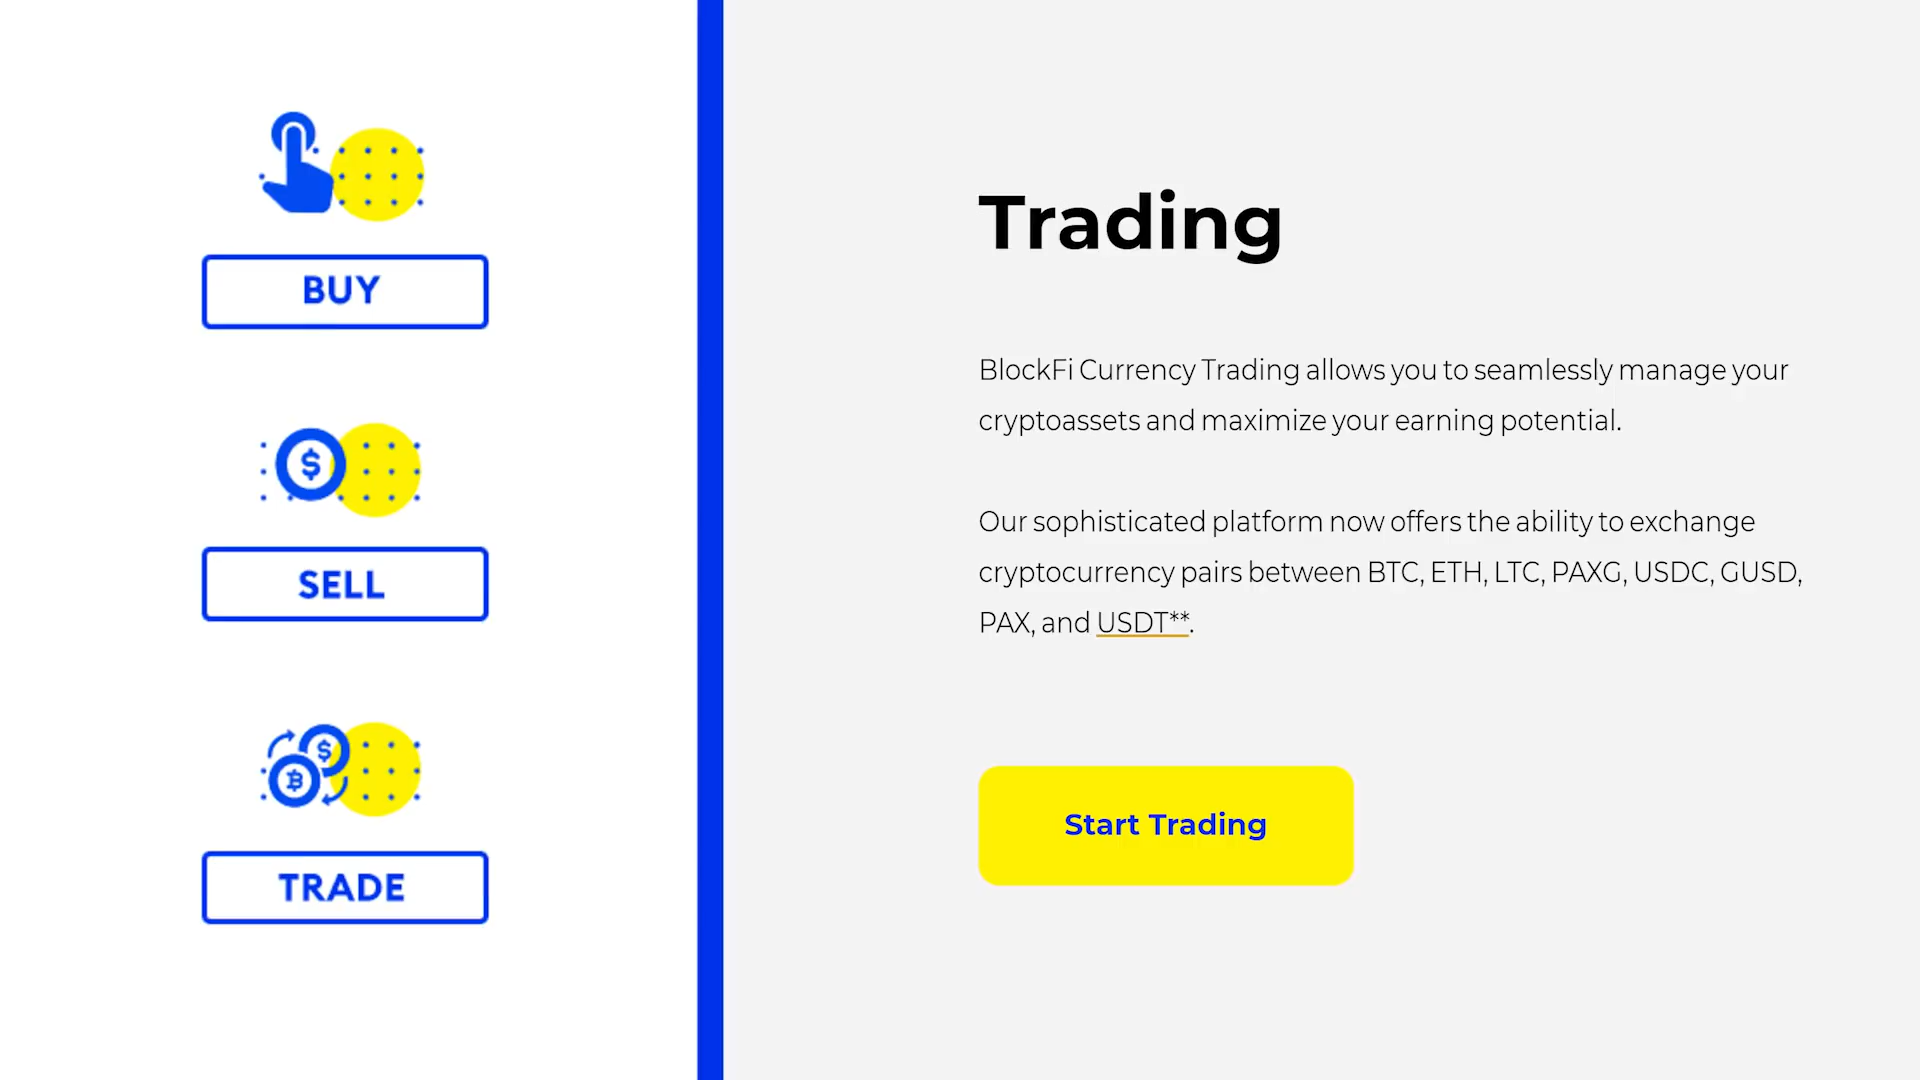 BUY
SELL
TRADE
Trading
BlockFi Currency Trading allows you to seamlessly manage your
cryptoassets and maximize your earning potential.
Our sophisticated platform now offers the ability to exchange
cryptocurrency pairs between BTC, ETH, LTC, PAXG, USDC, GUSD,
PAX, and USDT**.
Start Trading